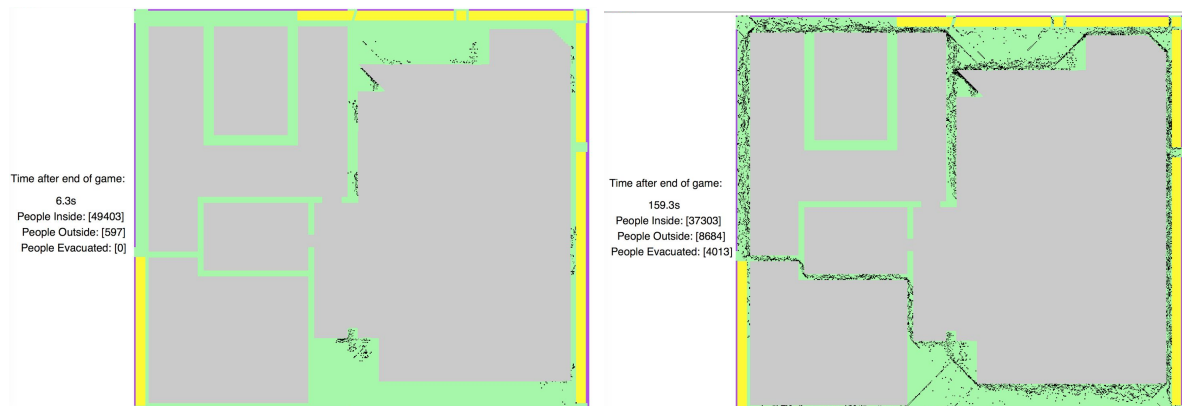 Time after end of game:
6.3s
People Inside: [49403]
People Outside: [597]
People Evacuated: [0]
Time after end of game:
159.3s
People Inside: [37303]
People Outside: [8684]
People Evacuated: [4013]